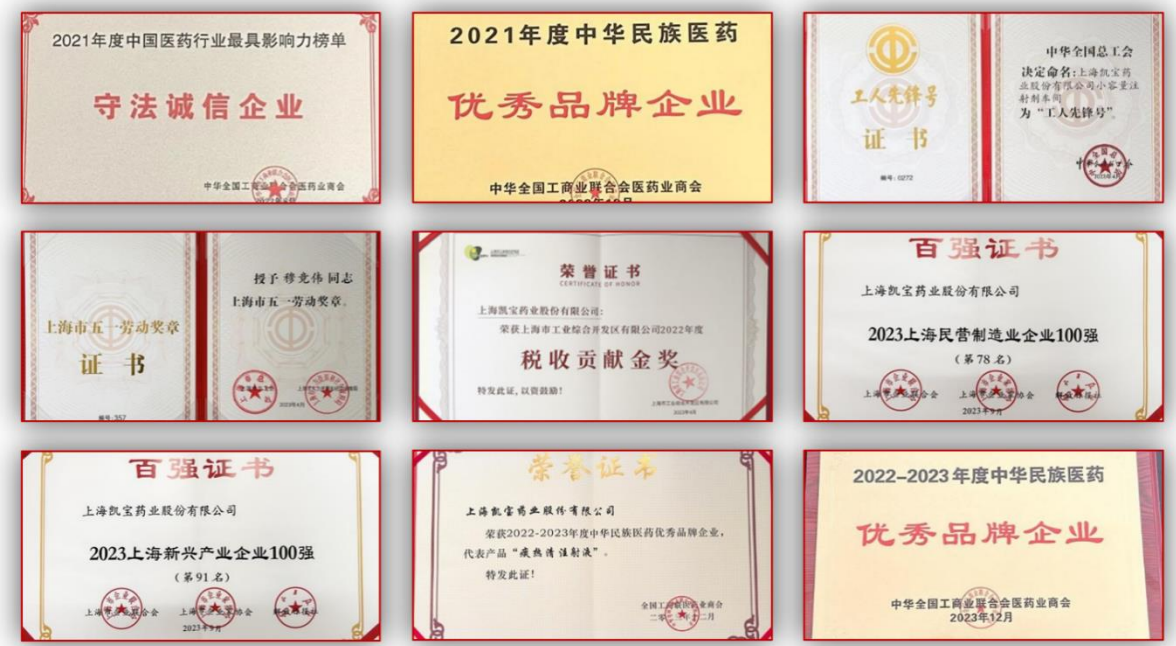 2021年度中国医药行业最具影响力榜单
守法诚信企业
中华全国工商业联合会医药业商会
2021年度中华民族医药
优秀品牌企业
中华全国工商业联合会医药业商会
工人先锋号
证书
编号:0272
中华全国总工会
决定命名:上海凯宝药
业股份有限公司小容量注
射剂车间
为“工人先锋号”。
上海市五一劳动奖章
证书
编号:357
授予 穆竞伟 同志
上海市五一劳动奖章。
2023年4月
荣誉证书
CERTIFICATE OF HONOR
上海凯宝药业股份有限公司:
荣获上海市工业综合开发区有限公司2022年度
税收贡献金奖
特发此证,以资鼓励!
百强证书
上海凯宝药业股份有限公司
2023上海民营制造业企业100强
(第78名)
2023年9月
百强证书
上海凯宝药业股份有限公司
2023上海新兴产业企业100强
(第91名)
2023年9月
荣誉证书
上海凯宝药业股份有限公司
荣获2022-2023年度中华民族医药优秀品牌企业,
代表产品“痰热清注射液”。
特发此证!
2022-2023年度中华民族医药
优秀品牌企业
中华全国工商业联合会医药业商会
2023年12月